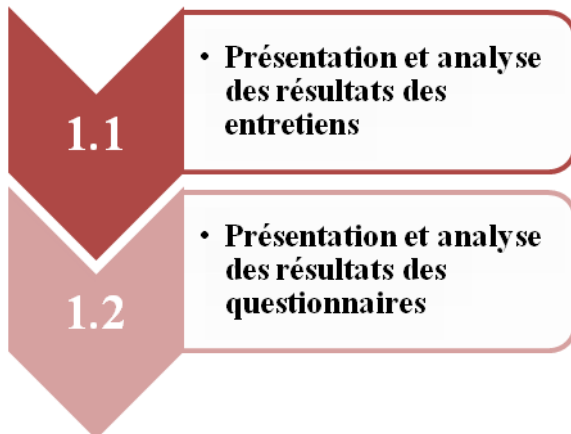 1.1
• Présentation et analyse
des résultats des
entretiens
1.2
• Présentation et analyse
des résultats des
questionnaires